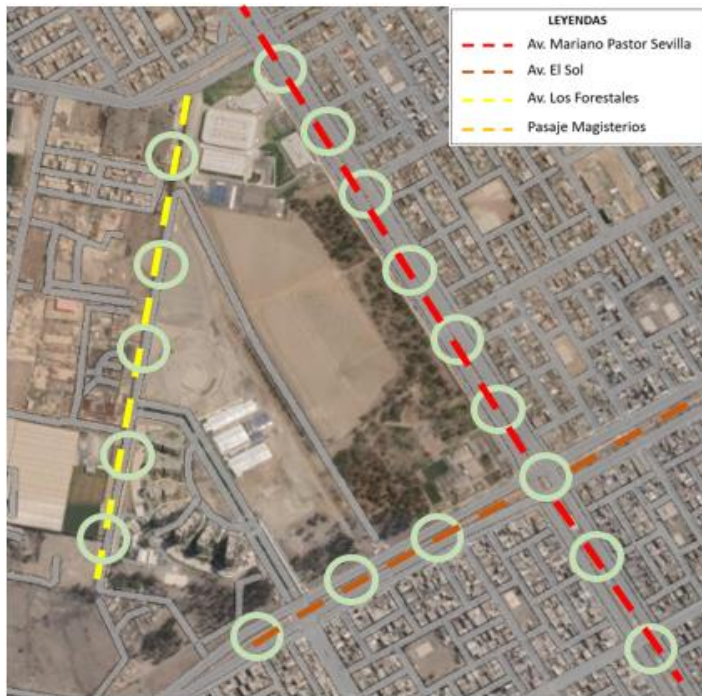 LEYENDAS
Av. Mariano Pastor Sevilla
Av. El Sol
Av. Los Forestales
Pasaje Magisterios